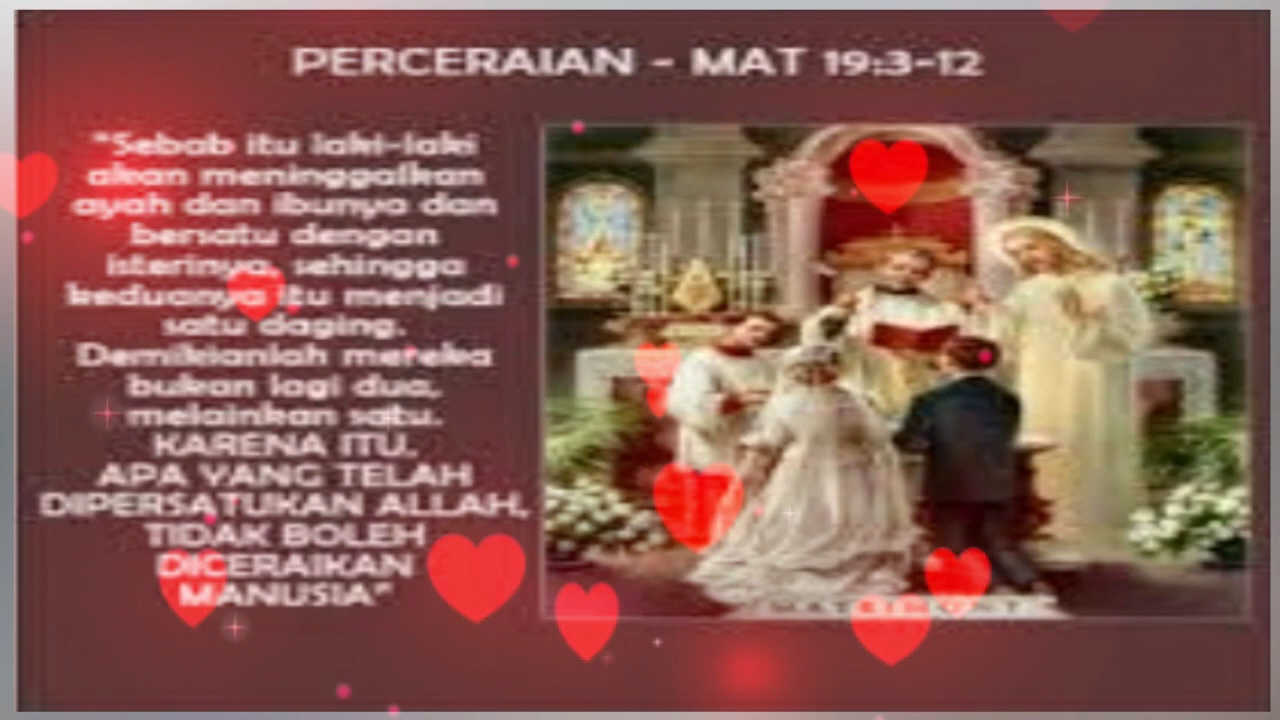 PERCERAIAN - MAT 19:3-12
"Sebab itu laki-laki
akan meninggalkan
ayah dan ibunya dan
bersatu dengan
isterinya, sehingga
keduanya itu menjadi
satu daging.
Demikianlah mereka
bukan lagi dua,
melainkan satu.
KARENA ITU,
APA YANG TELAH
DIPERSATUKAN ALLAH,
TIDAK BOLEH
DICERAIKAN
MANUSIA"